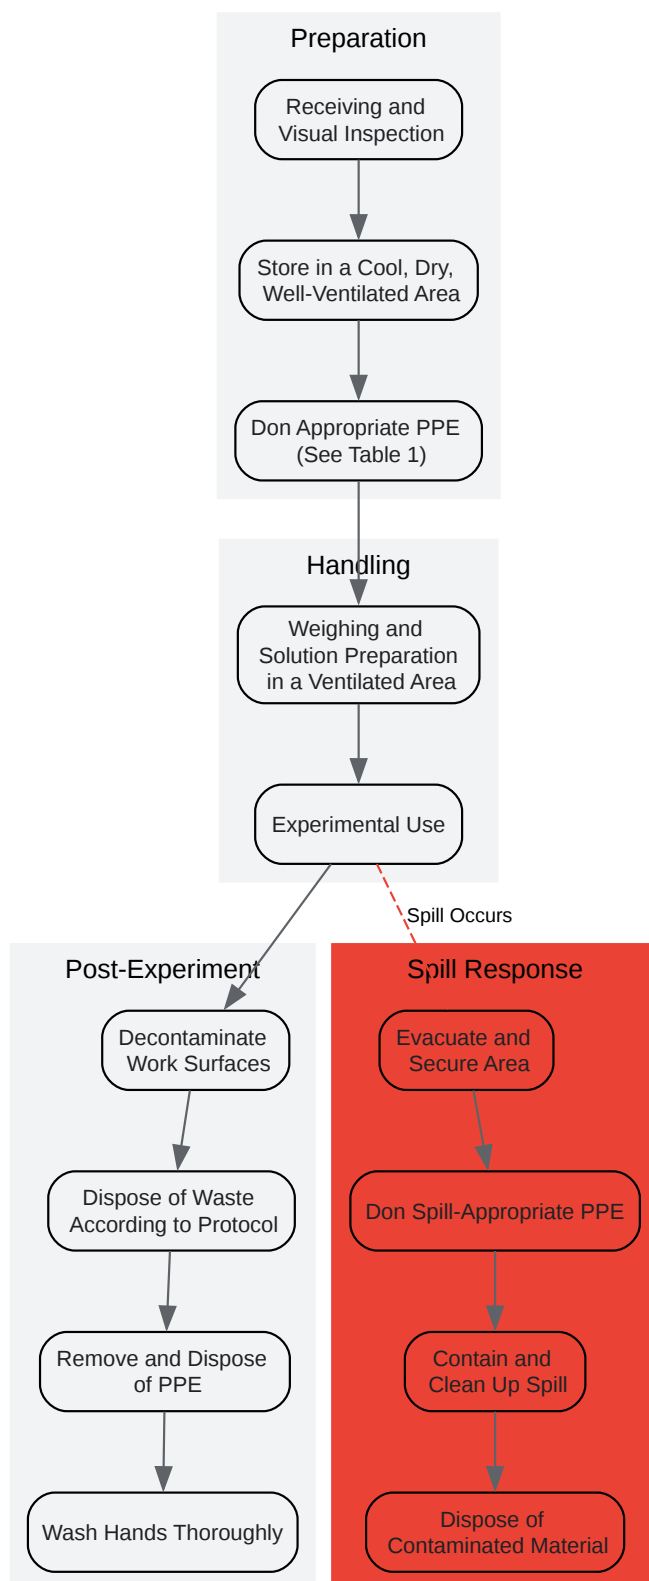 Preparation
Receiving and
Visual Inspection
Store in a Cool, Dry,
Well-Ventilated Area
Don Appropriate PPE
(See Table 1)
Handling
Weighing and
Solution Preparation
in a Ventilated Area
Experimental Use
Spill Occurs
Post-Experiment
Decontaminate
Work Surfaces
Dispose of Waste
According to Protocol
Remove and Dispose
of PPE
Wash Hands Thoroughly
Spill Response
Evacuate and
Secure Area
Don Spill-Appropriate PPE
Contain and
Clean Up Spill
Dispose of
Contaminated Material